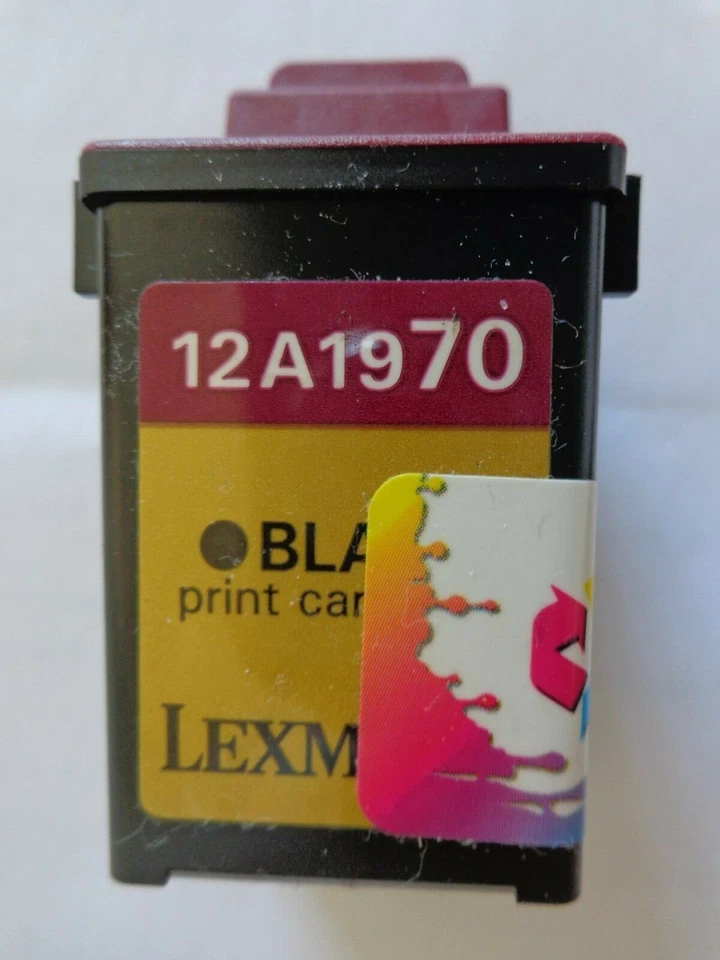 12A1970
BLA
print car
LEXM